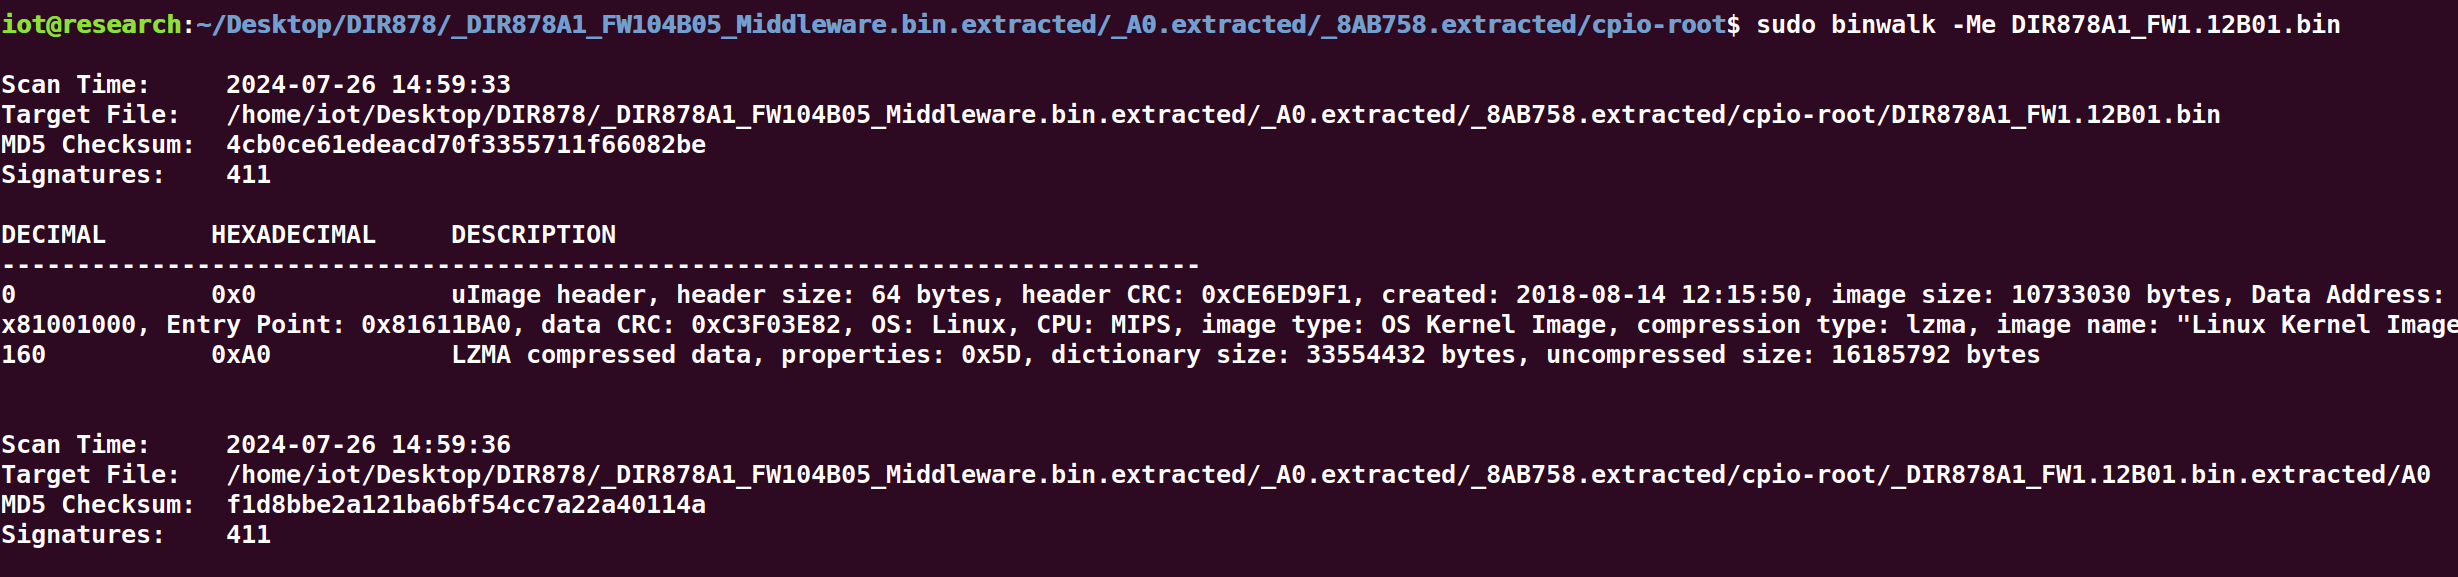 iot@research:~/Desktop/DIR878/_DIR878A1_FW104B05_Middleware.bin.extracted/_A0.extracted/_8AB758.extracted/cpio-root$ sudo binwalk -Me DIR878A1_FW1.12B01.bin
Scan Time:     2024-07-26 14:59:33
Target File:   /home/iot/Desktop/DIR878/_DIR878A1_FW104B05_Middleware.bin.extracted/_A0.extracted/_8AB758.extracted/cpio-root/DIR878A1_FW1.12B01.bin
MD5 Checksum:  4cb0ce61edeacd70f3355711f66082be
Signatures:    411
DECIMAL       HEXADECIMAL     DESCRIPTION
--------------------------------------------------------------------------------
0             0x0             uImage header, header size: 64 bytes, header CRC: 0xCE6ED9F1, created: 2018-08-14 12:15:50, image size: 10733030 bytes, Data Address:
x81001000, Entry Point: 0x81611BA0, data CRC: 0xC3F03E82, OS: Linux, CPU: MIPS, image type: OS Kernel Image, compression type: lzma, image name: "Linux Kernel Image
160           0xA0            LZMA compressed data, properties: 0x5D, dictionary size: 33554432 bytes, uncompressed size: 16185792 bytes
Scan Time:     2024-07-26 14:59:36
Target File:   /home/iot/Desktop/DIR878/_DIR878A1_FW104B05_Middleware.bin.extracted/_A0.extracted/_8AB758.extracted/cpio-root/_DIR878A1_FW1.12B01.bin.extracted/A0
MD5 Checksum:  f1d8bbe2a121ba6bf54cc7a22a40114a
Signatures:    411